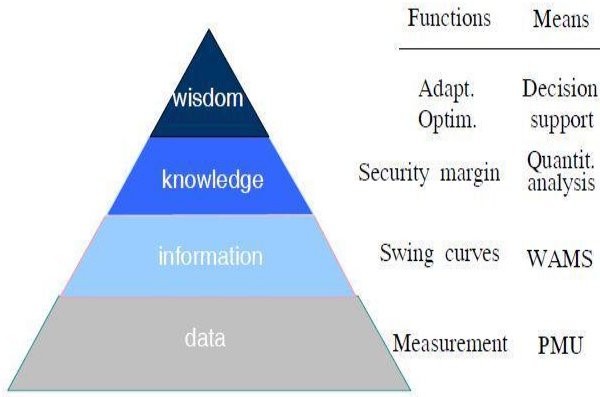 Functions Means
wisdom Adapt. Decision
Optim. support
knowledge Security margin Quantit.
analysis
information Swing curves WAMS
data Measurement PMU